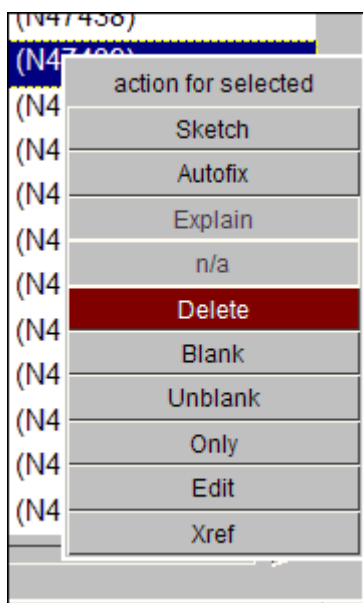 (N47438)
(N4
action for selected
(N4
Sketch
(N4
Autofix
(N4
Explain
(N4
n/a
(N4
Delete
(N4
Blank
(N4
Unblank
(N4
Only
(N4
Edit
(N4
Xref